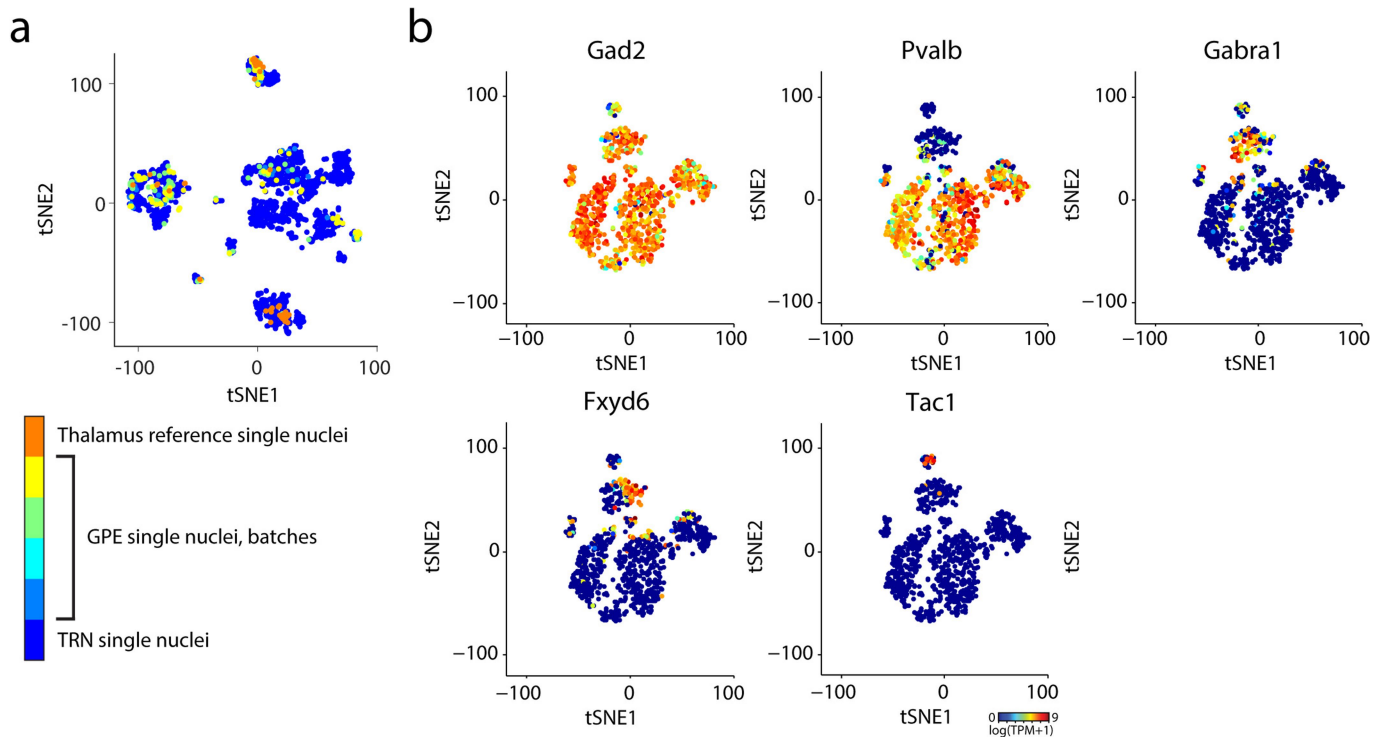 a
100
0
-100
tSNE2
-100
0
100
tSNE1
Thalamus reference single nuclei
GPE single nuclei, batches
TRN single nuclei
b
Gad2
100
0
−100
tSNE2
−100
0
100
tSNE1
Pvalb
100
0
−100
tSNE2
−100
0
100
tSNE1
Gabra1
100
0
−100
tSNE2
−100
0
100
tSNE1
Fxyd6
100
0
−100
tSNE2
−100
0
100
tSNE1
Tac1
100
0
−100
tSNE2
−100
0
100
tSNE1
tSNE2
0 9
log(TPM+1)